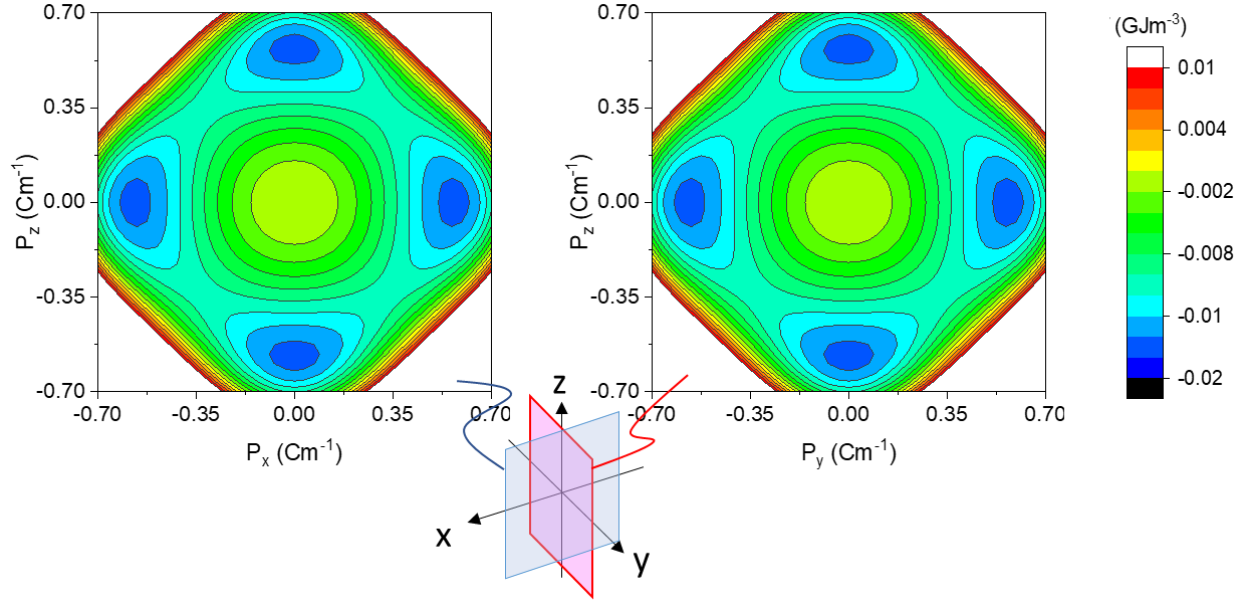 0.70
0.35
0.00
-0.35
-0.70
P_z (Cm^-1)
-0.70 -0.35 0.00 0.35 0.70
P_x (Cm^-1)
0.70
0.35
0.00
-0.35
-0.70
P_z (Cm^-1)
-0.70 -0.35 0.00 0.35 0.70
P_y (Cm^-1)
(GJm^-3)
0.01
0.004
-0.002
-0.008
-0.01
-0.02
z
x
y